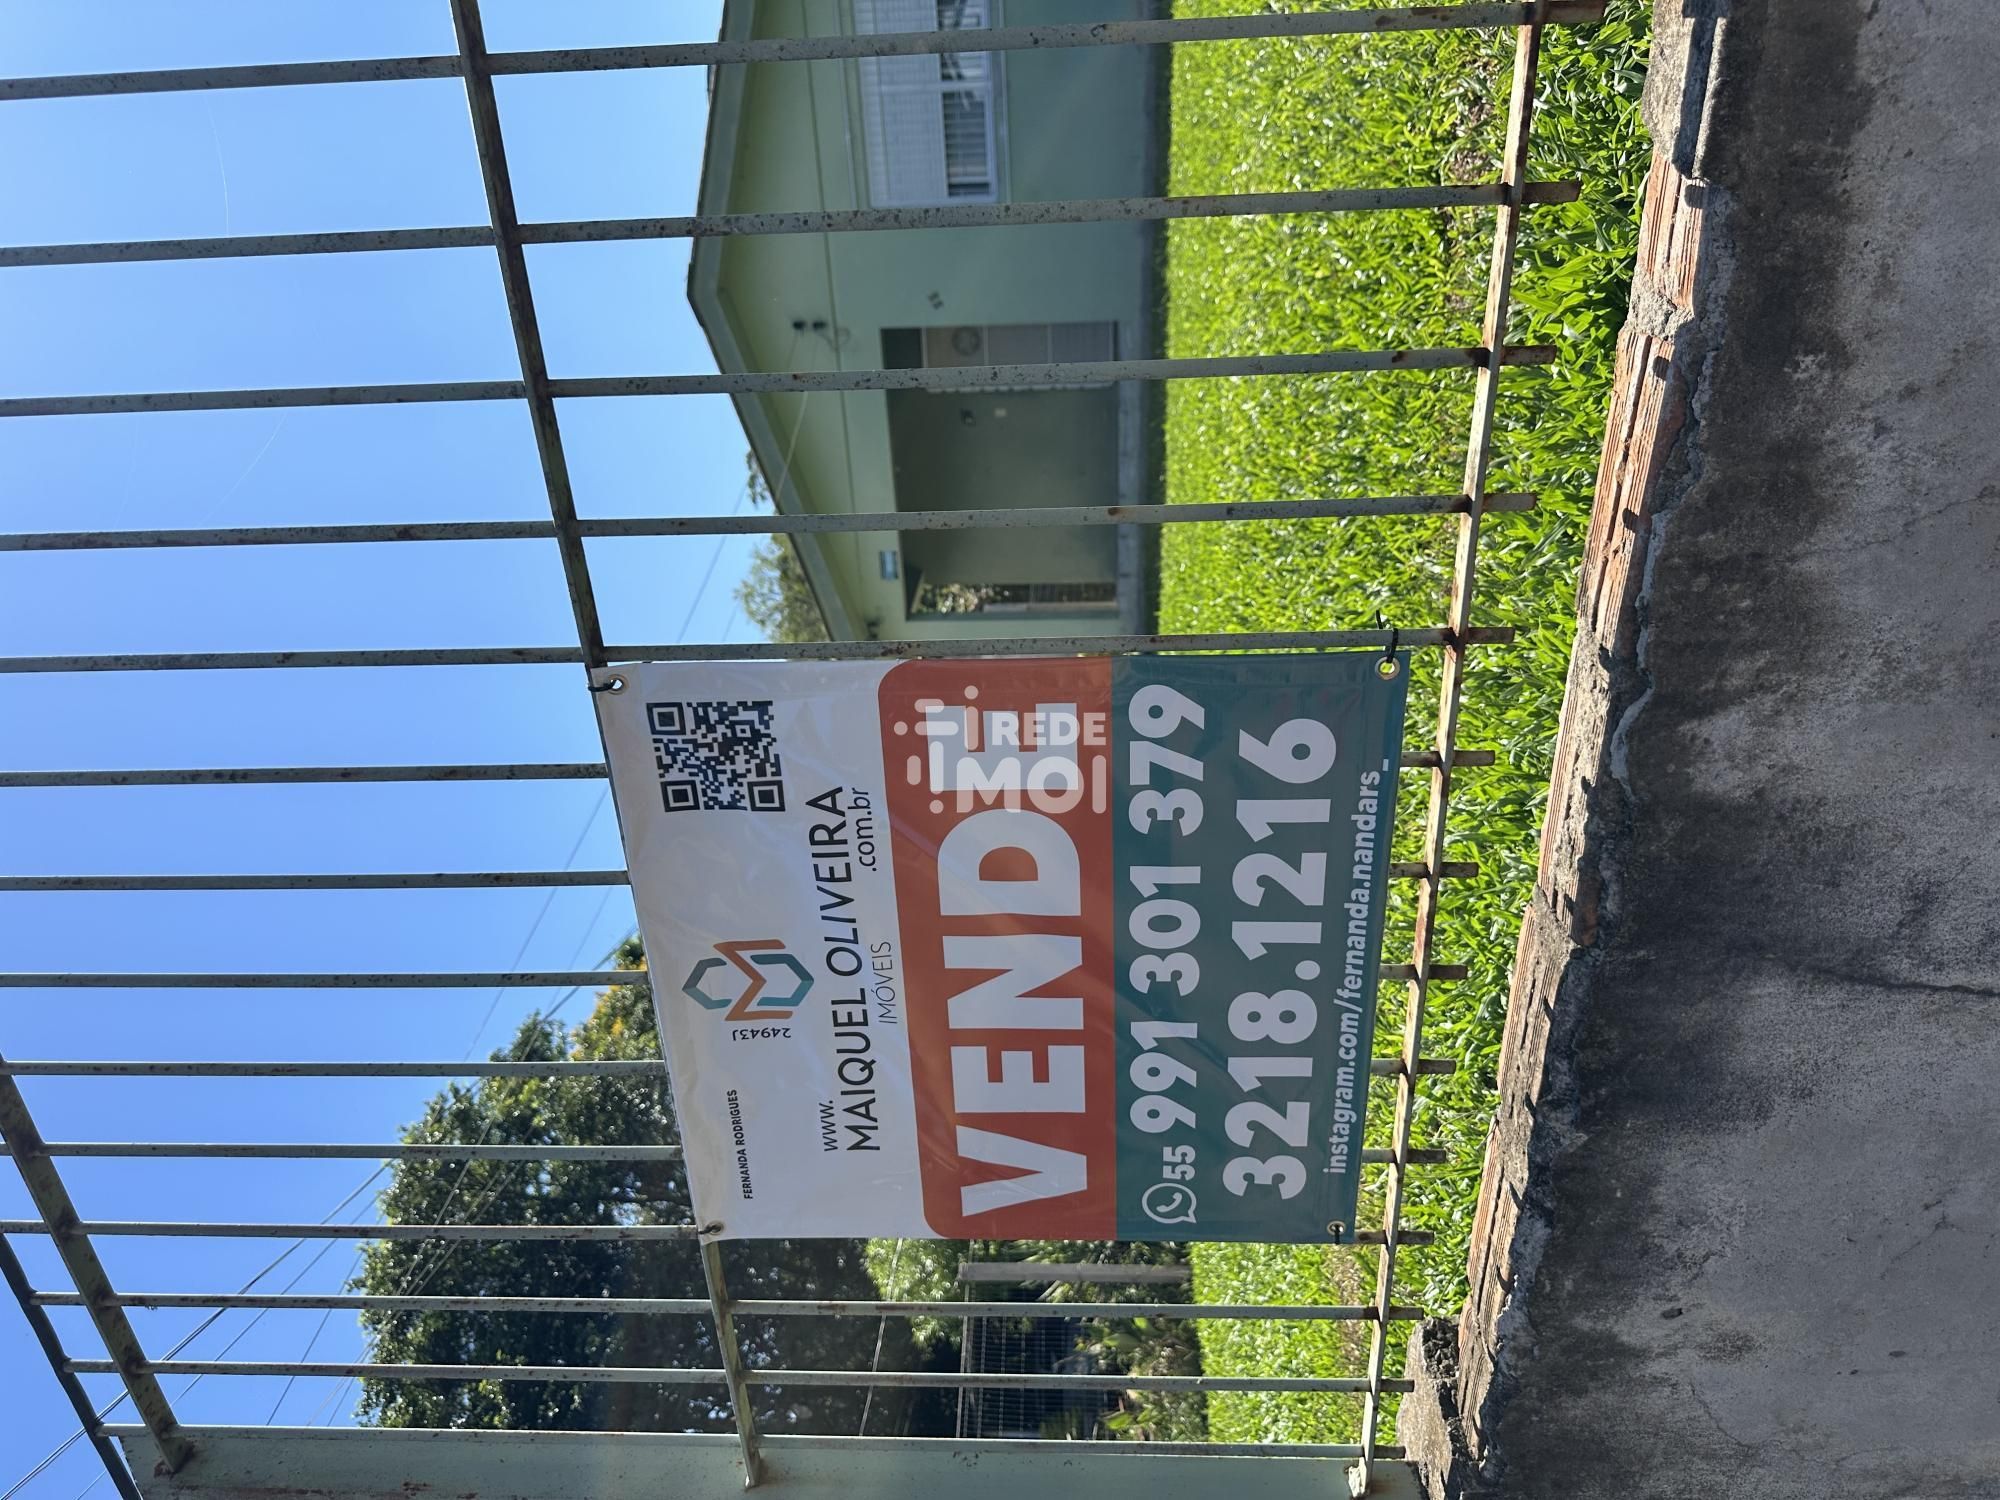 FERNANDA RODRIGUES
24943J
www.
MAIQUEL OLIVEIRA
IMÓVEIS
.com.br
VENDE
REDE
MOI
55 991 301 379
3218.1216
instagram.com/fernanda.nandars_